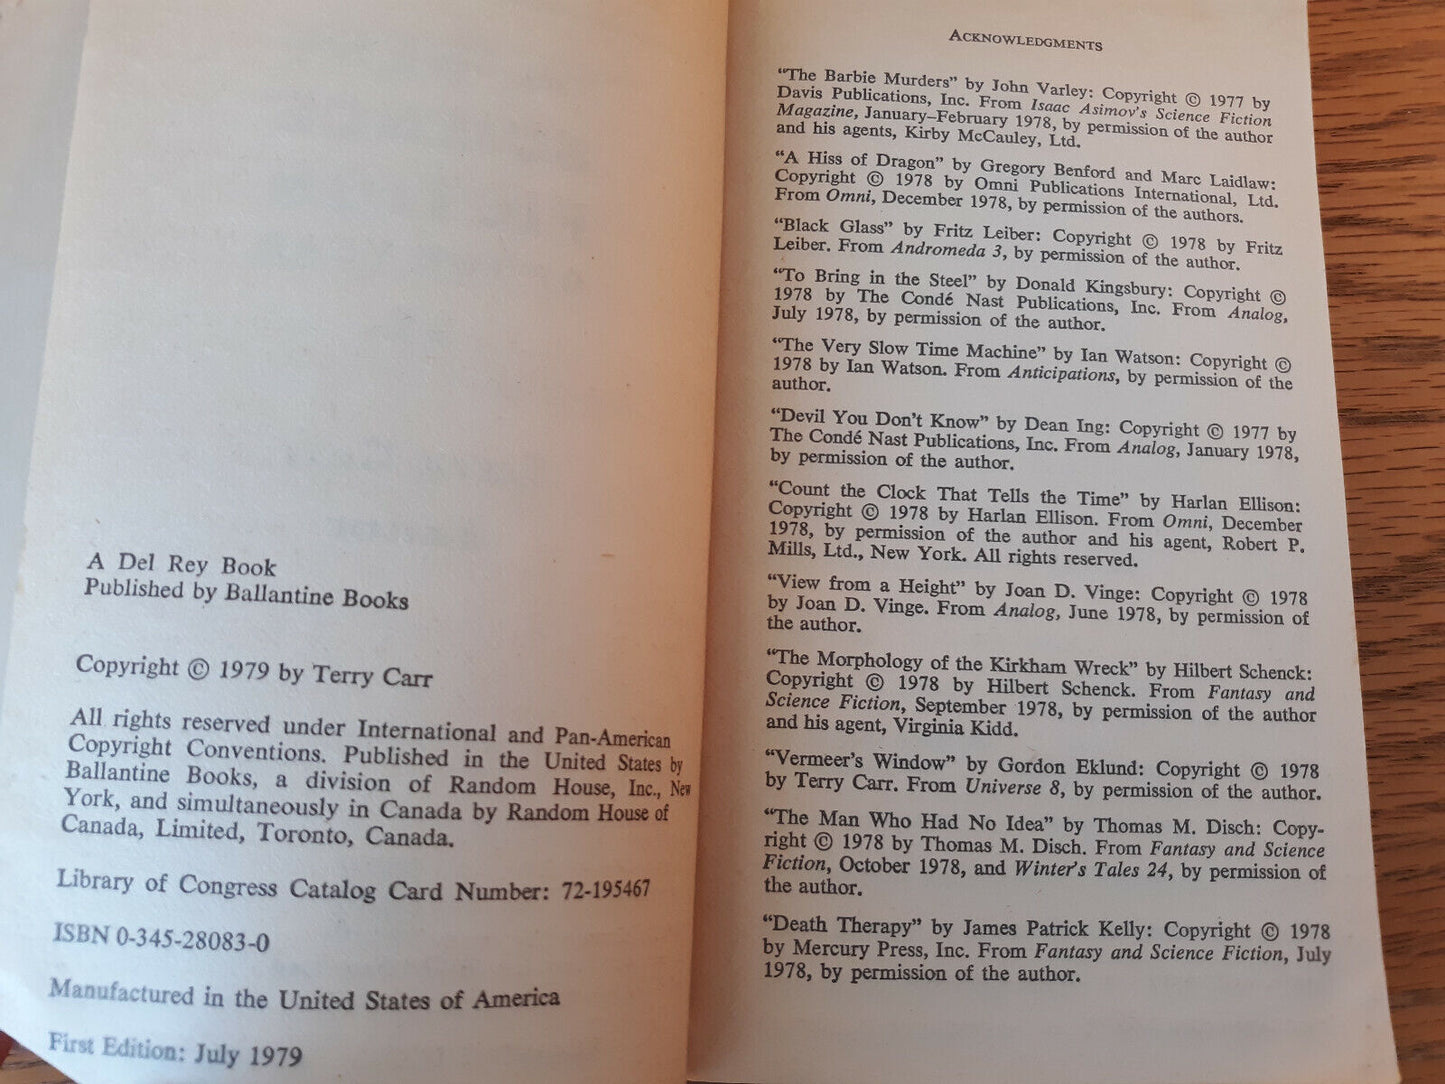 A Del Rey Book
Published by Ballantine Books
Copyright © 1979 by Terry Carr
All rights reserved under International and Pan-American
Copyright Conventions. Published in the United States by
Ballantine Books, a division of Random House, Inc., New
York, and simultaneously in Canada by Random House of
Canada, Limited, Toronto, Canada.
Library of Congress Catalog Card Number: 72-195467
ISBN 0-345-28083-0
Manufactured in the United States of America
First Edition: July 1979
ACKNOWLEDGMENTS
“The Barbie Murders” by John Varley: Copyright © 1977 by
Davis Publications, Inc. From Isaac Asimov's Science Fiction
Magazine, January–February 1978, by permission of the author
and his agents, Kirby McCauley, Ltd.
“A Hiss of Dragon” by Gregory Benford and Marc Laidlaw:
Copyright © 1978 by Omni Publications International, Ltd.
From Omni, December 1978, by permission of the authors.
“Black Glass” by Fritz Leiber: Copyright © 1978 by Fritz
Leiber. From Andromeda 3, by permission of the author.
“To Bring in the Steel” by Donald Kingsbury: Copyright ©
1978 by The Condé Nast Publications, Inc. From Analog,
July 1978, by permission of the author.
“The Very Slow Time Machine” by Ian Watson: Copyright ©
1978 by Ian Watson. From Anticipations, by permission of the
author.
“Devil You Don't Know” by Dean Ing: Copyright © 1977 by
The Condé Nast Publications, Inc. From Analog, January 1978,
by permission of the author.
“Count the Clock That Tells the Time” by Harlan Ellison:
Copyright © 1978 by Harlan Ellison. From Omni, December
1978, by permission of the author and his agent, Robert P.
Mills, Ltd., New York. All rights reserved.
“View from a Height” by Joan D. Vinge: Copyright © 1978
by Joan D. Vinge. From Analog, June 1978, by permission of
the author.
“The Morphology of the Kirkham Wreck” by Hilbert Schenck:
Copyright © 1978 by Hilbert Schenck. From Fantasy and
Science Fiction, September 1978, by permission of the author
and his agent, Virginia Kidd.
“Vermeer's Window” by Gordon Eklund: Copyright © 1978
by Terry Carr. From Universe 8, by permission of the author.
“The Man Who Had No Idea” by Thomas M. Disch: Copy-
right © 1978 by Thomas M. Disch. From Fantasy and Science
Fiction, October 1978, and Winter's Tales 24, by permission of
the author.
“Death Therapy” by James Patrick Kelly: Copyright © 1978
by Mercury Press, Inc. From Fantasy and Science Fiction, July
1978, by permission of the author.